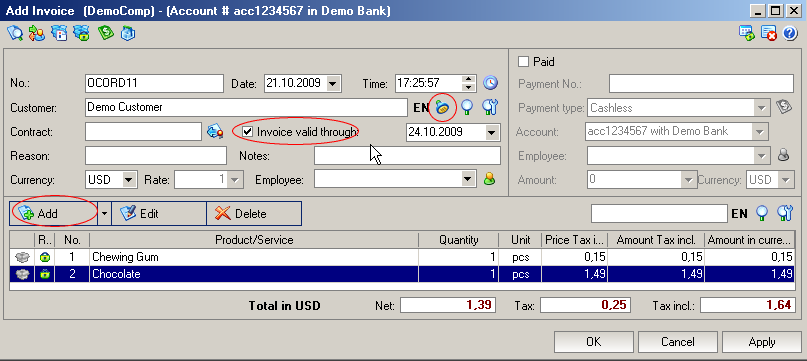 Add Invoice (DemoComp) - (Account # acc1234567 in Demo Bank)
Paid
No.: OCORD11 Date: 21.10.2009 Time: 17:25:57 Payment No.:
Customer: Demo Customer EN Payment type: Cashless
Contract: Invoice valid through: 24.10.2009 Account: acc1234567 with Demo Bank
Reason: Notes: Employee:
Currency: USD Rate: 1 Employee: Amount: 0 Currency: USD
Add Edit Delete EN
R.. No. Product/Service Quantity Unit Price Tax i... Amount Tax incl. Amount in curre...
1 Chewing Gum 1 pcs 0,15 0,15 0,15
2 Chocolate 1 pcs 1,49 1,49 1,49
Total in USD Net: 1,39 Tax: 0,25 Tax incl.: 1,64
OK Cancel Apply